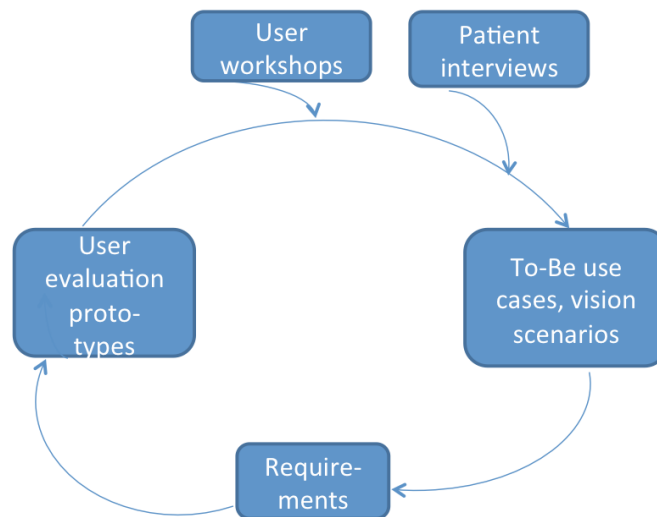 User
workshops
Patient
interviews
User
evaluation
proto-
types
To-Be use
cases, vision
scenarios
Require-
ments